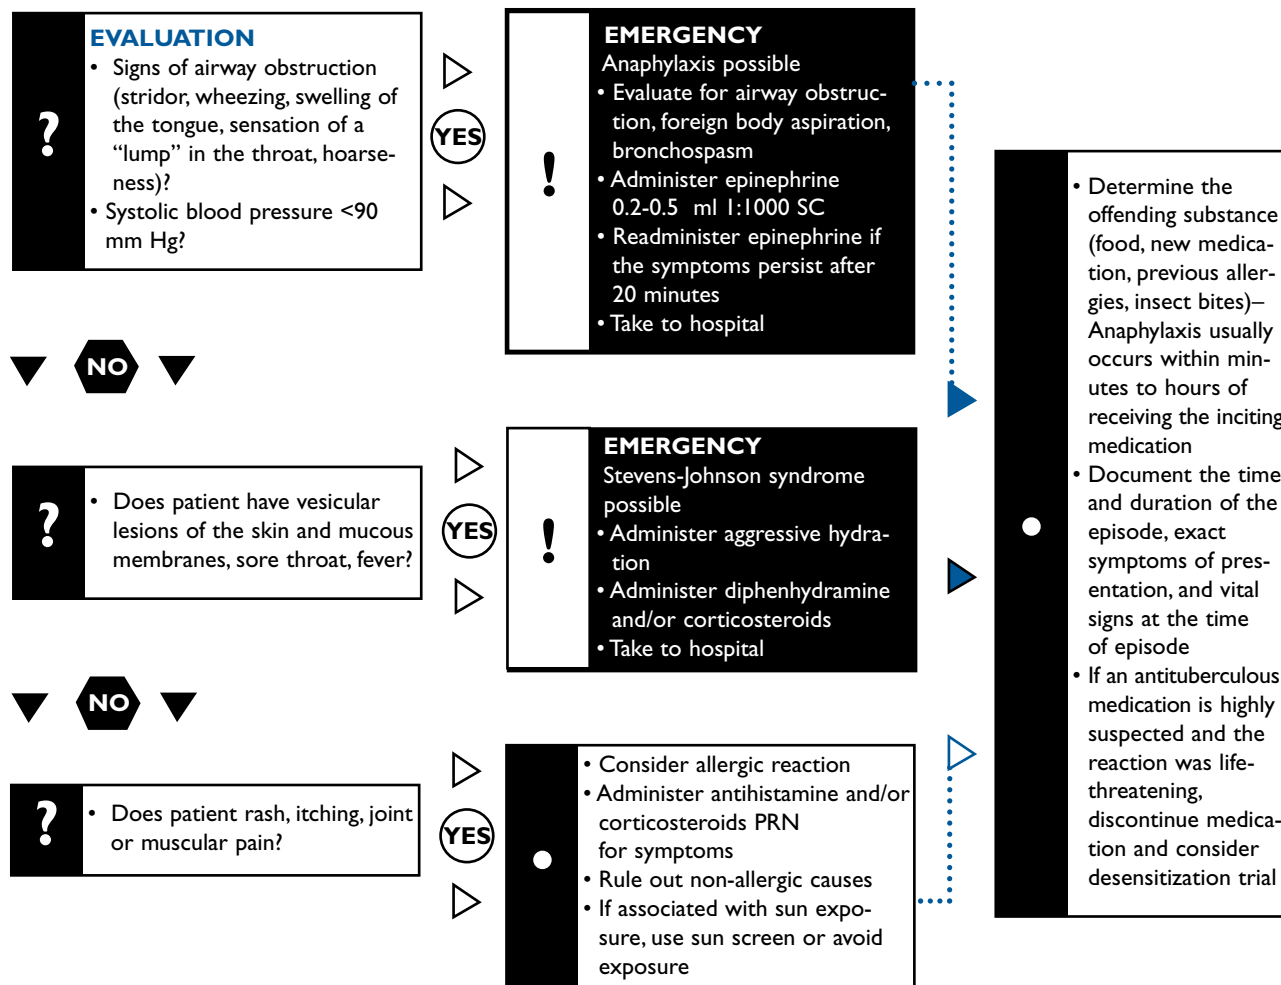 EVALUATION
• Signs of airway obstruction
(stridor, wheezing, swelling of
the tongue, sensation of a
“lump” in the throat, hoarse-
ness)?
• Systolic blood pressure <90
mm Hg?
?
YES
!
EMERGENCY
Anaphylaxis possible
• Evaluate for airway obstruc-
tion, foreign body aspiration,
bronchospasm
• Administer epinephrine
0.2-0.5 ml 1:1000 SC
• Readminister epinephrine if
the symptoms persist after
20 minutes
• Take to hospital
NO
?
• Does patient have vesicular
lesions of the skin and mucous
membranes, sore throat, fever?
YES
!
EMERGENCY
Stevens-Johnson syndrome
possible
• Administer aggressive hydra-
tion
• Administer diphenhydramine
and/or corticosteroids
• Take to hospital
NO
?
• Does patient rash, itching, joint
or muscular pain?
YES
• Consider allergic reaction
• Administer antihistamine and/or
corticosteroids PRN
for symptoms
• Rule out non-allergic causes
• If associated with sun expo-
sure, use sun screen or avoid
exposure
• Determine the
offending substance
(food, new medica-
tion, previous aller-
gies, insect bites)–
Anaphylaxis usually
occurs within min-
utes to hours of
receiving the inciting
medication
• Document the time
and duration of the
episode, exact
symptoms of pres-
entation, and vital
signs at the time
of episode
• If an antituberculous
medication is highly
suspected and the
reaction was life-
threatening,
discontinue medica-
tion and consider
desensitization trial